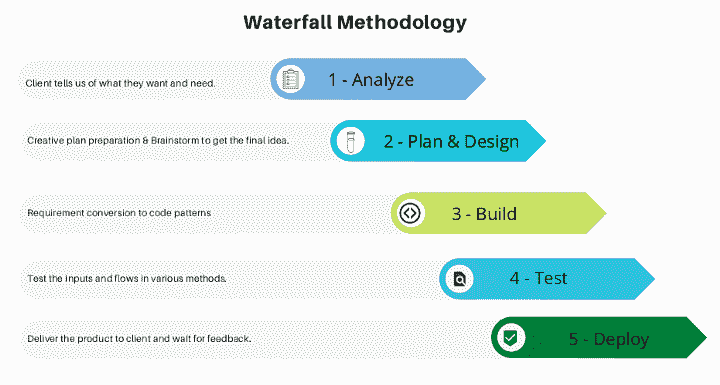 Waterfall Methodology
Client tells us of what they want and need.
1 - Analyze
Creative plan preparation & Brainstorm to get the final idea.
2 - Plan & Design
Requirement conversion to code patterns
3 - Build
Test the inputs and flows in various methods.
4 - Test
Deliver the product to client and wait for feedback.
5 - Deploy